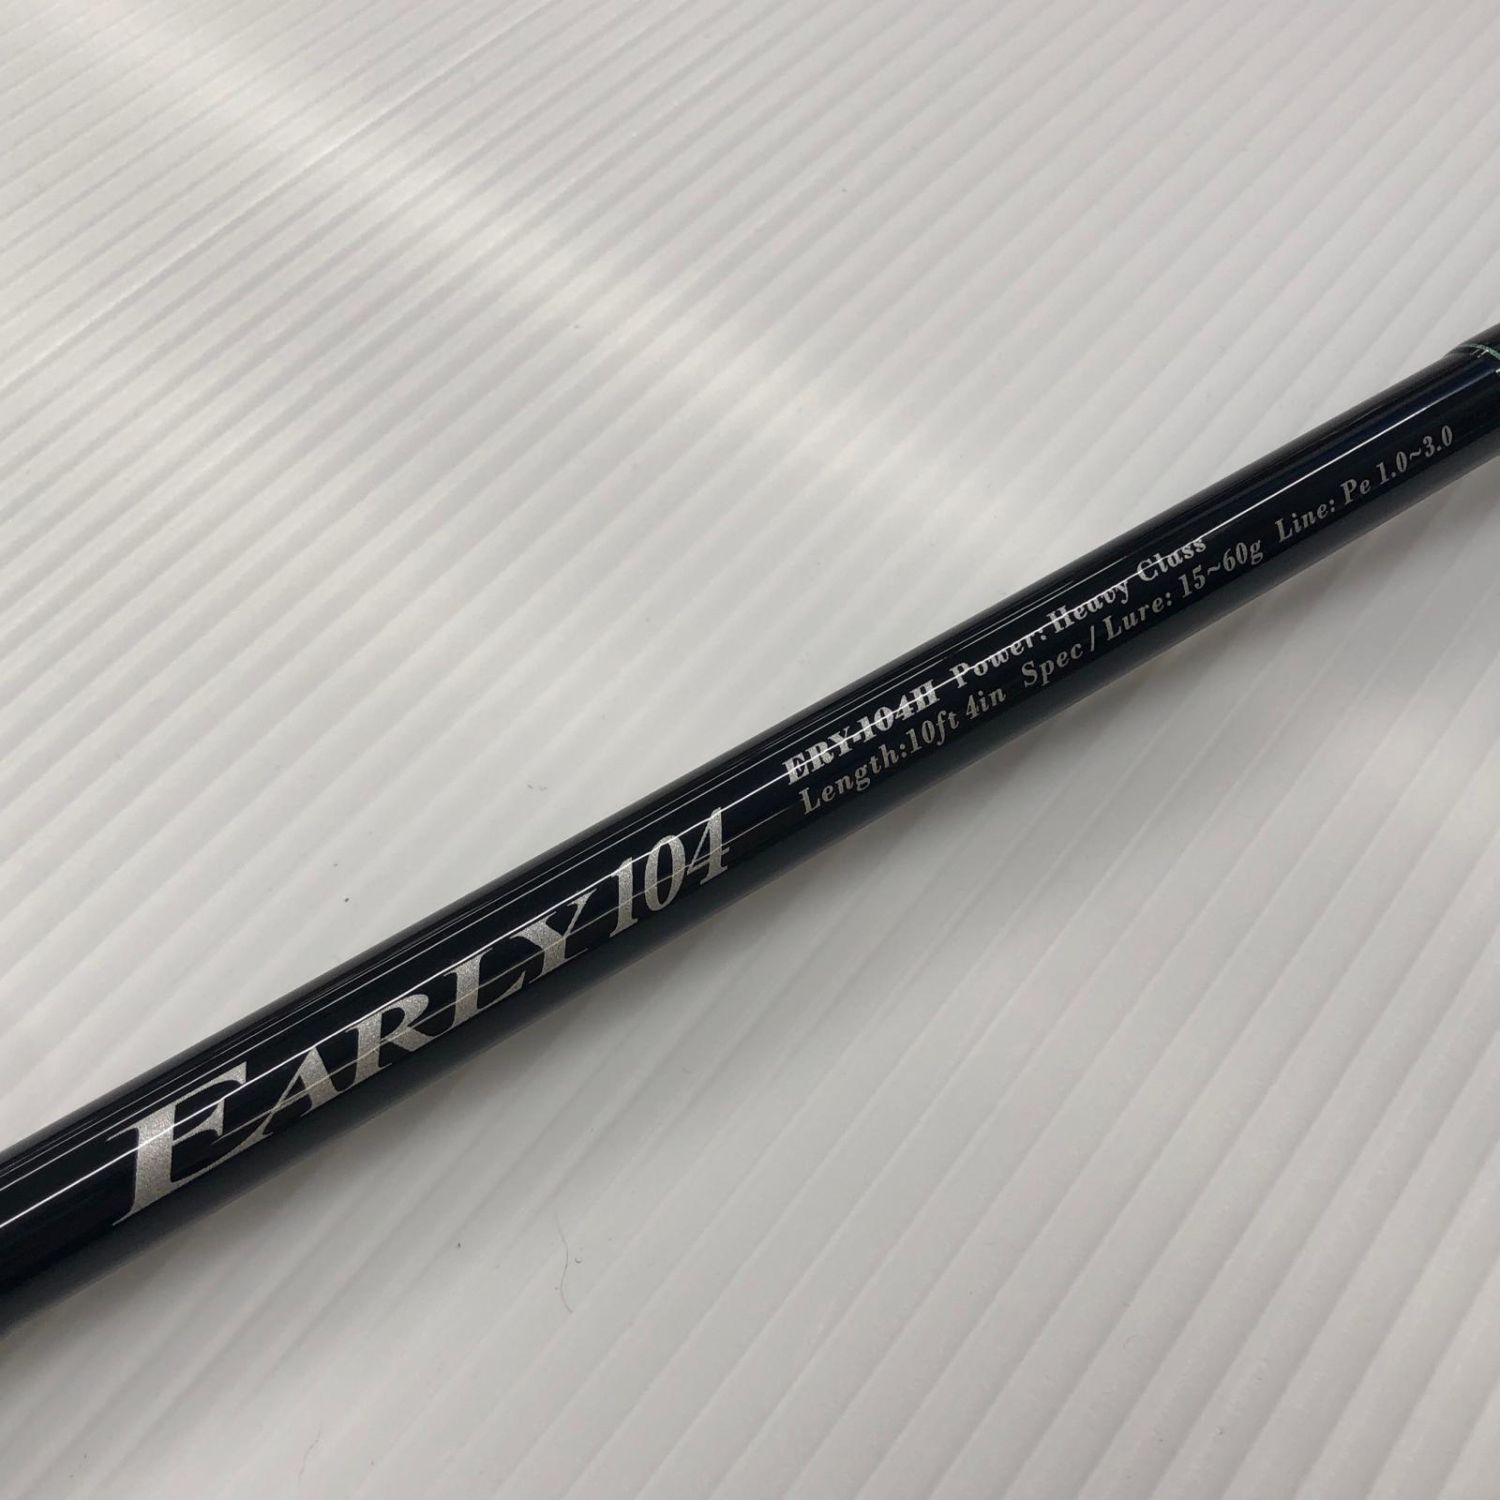 EARLY 104
ERY-104H Power: Heavy Class
Length:10ft 4in Spec / Lure: 15~60g Line: Pe 1.0~3.0